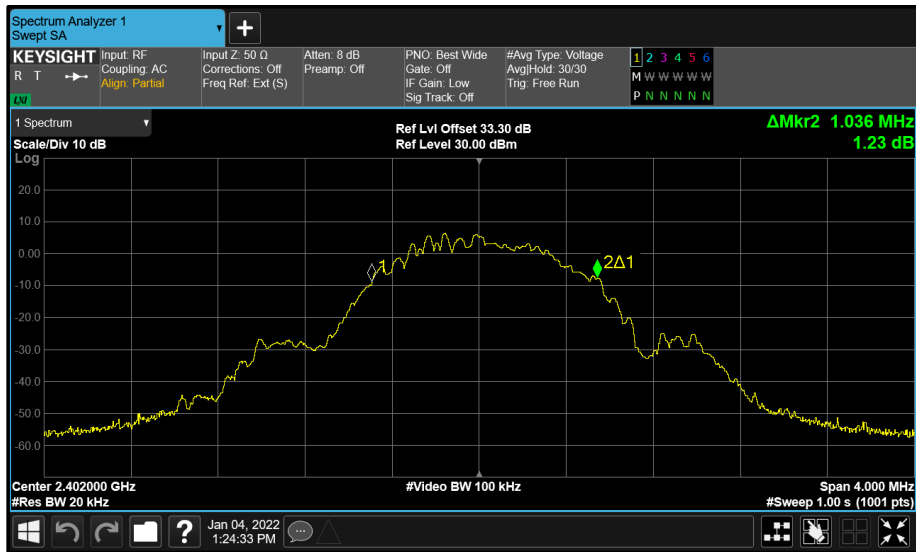 Spectrum Analyzer 1
Swept SA
KEYSIGHT
R T
LXI
Input: RF
Coupling: AC
Align: Partial
Input Z: 50 Ω
Corrections: Off
Freq Ref: Ext (S)
Atten: 8 dB
Preamp: Off
PNO: Best Wide
Gate: Off
IF Gain: Low
Sig Track: Off
#Avg Type: Voltage
Avg|Hold: 30/30
Trig: Free Run
1 2 3 4 5 6
M W W W W W
P N N N N N
1 Spectrum
Scale/Div 10 dB
Log
Ref Lvl Offset 33.30 dB
Ref Level 30.00 dBm
ΔMkr2 1.036 MHz
1.23 dB
20.0
10.0
0.00
-10.0
-20.0
-30.0
-40.0
-50.0
-60.0
1
2Δ1
Center 2.402000 GHz
#Res BW 20 kHz
#Video BW 100 kHz
Span 4.000 MHz
#Sweep 1.00 s (1001 pts)
?
Jan 04, 2022
1:24:33 PM